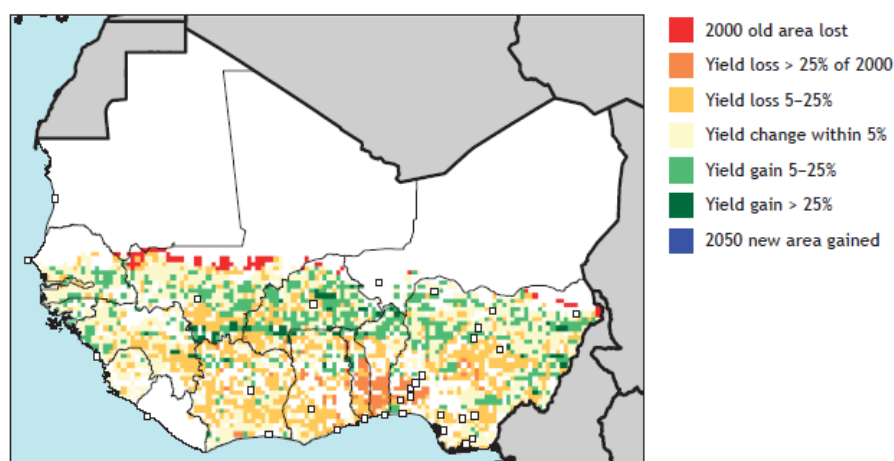 2000 old area lost
Yield loss > 25% of 2000
Yield loss 5–25%
Yield change within 5%
Yield gain 5–25%
Yield gain > 25%
2050 new area gained